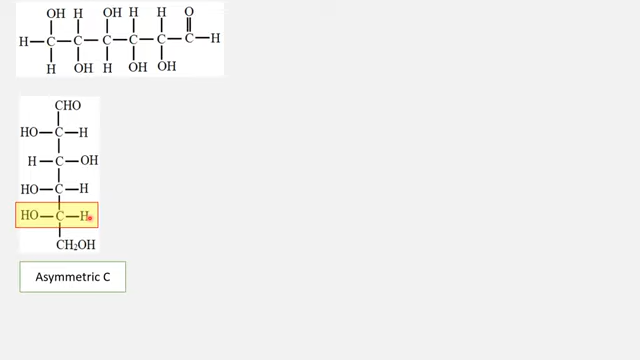 OH H OH H H O
H C C C C C C H
H OH H OH OH
CHO
HO C H
H C OH
HO C H
HO C H
CH₂OH
Asymmetric C